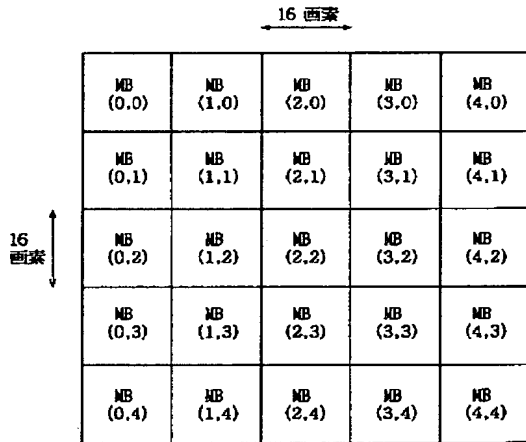 16 画素
MB MB MB MB MB
(0,0) (1,0) (2,0) (3,0) (4,0)
MB MB MB MB MB
(0,1) (1,1) (2,1) (3,1) (4,1)
16
画素
MB MB MB MB MB
(0,2) (1,2) (2,2) (3,2) (4,2)
MB MB MB MB MB
(0,3) (1,3) (2,3) (3,3) (4,3)
MB MB MB MB MB
(0,4) (1,4) (2,4) (3,4) (4,4)